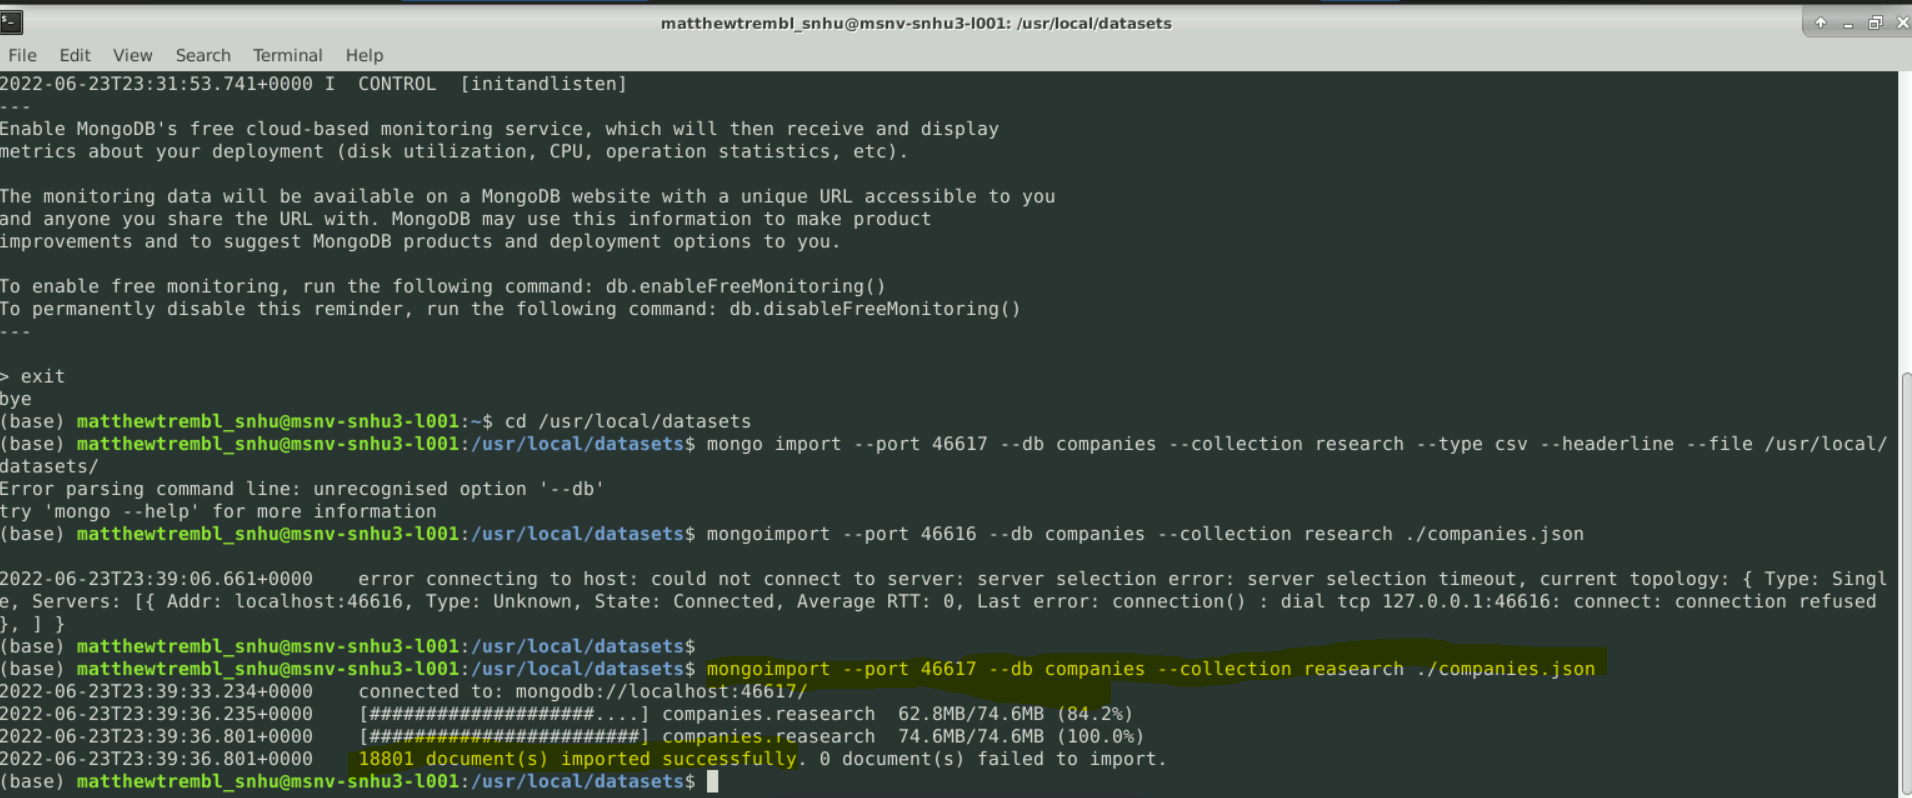 matthewtrembl_snhu@msnv-snhu3-l001: /usr/local/datasets
File Edit View Search Terminal Help
2022-06-23T23:31:53.741+0000 I  CONTROL  [initandlisten]
---
Enable MongoDB's free cloud-based monitoring service, which will then receive and display
metrics about your deployment (disk utilization, CPU, operation statistics, etc).
The monitoring data will be available on a MongoDB website with a unique URL accessible to you
and anyone you share the URL with. MongoDB may use this information to make product
improvements and to suggest MongoDB products and deployment options to you.
To enable free monitoring, run the following command: db.enableFreeMonitoring()
To permanently disable this reminder, run the following command: db.disableFreeMonitoring()
---
> exit
bye
(base) matthewtrembl_snhu@msnv-snhu3-l001:~$ cd /usr/local/datasets
(base) matthewtrembl_snhu@msnv-snhu3-l001:/usr/local/datasets$ mongo import --port 46617 --db companies --collection research --type csv --headerline --file /usr/local/
datasets/
Error parsing command line: unrecognised option '--db'
try 'mongo --help' for more information
(base) matthewtrembl_snhu@msnv-snhu3-l001:/usr/local/datasets$ mongoimport --port 46616 --db companies --collection research ./companies.json
2022-06-23T23:39:06.661+0000    error connecting to host: could not connect to server: server selection error: server selection timeout, current topology: { Type: Singl
e, Servers: [{ Addr: localhost:46616, Type: Unknown, State: Connected, Average RTT: 0, Last error: connection() : dial tcp 127.0.0.1:46616: connect: connection refused
}, ] }
(base) matthewtrembl_snhu@msnv-snhu3-l001:/usr/local/datasets$
(base) matthewtrembl_snhu@msnv-snhu3-l001:/usr/local/datasets$ mongoimport --port 46617 --db companies --collection reasearch ./companies.json
2022-06-23T23:39:33.234+0000    connected to: mongodb://localhost:46617/
2022-06-23T23:39:36.235+0000    [####################....] companies.reasearch  62.8MB/74.6MB (84.2%)
2022-06-23T23:39:36.801+0000    [########################] companies.reasearch  74.6MB/74.6MB (100.0%)
2022-06-23T23:39:36.801+0000    18801 document(s) imported successfully. 0 document(s) failed to import.
(base) matthewtrembl_snhu@msnv-snhu3-l001:/usr/local/datasets$